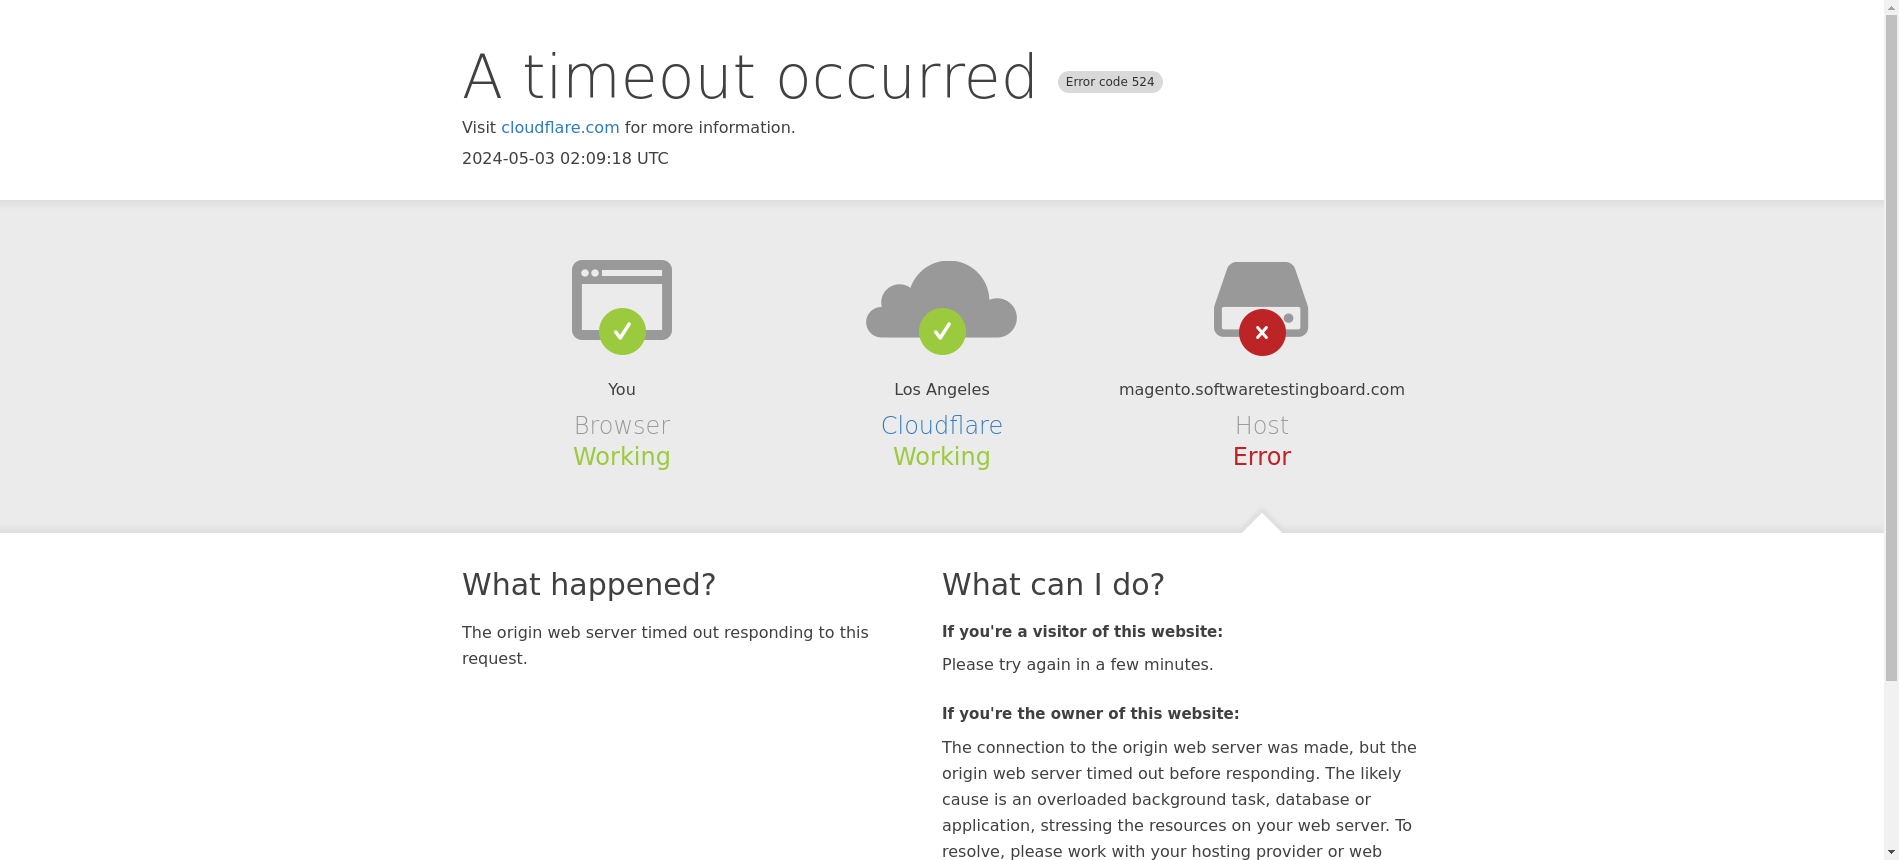 A timeout occurred Error code 524
Visit cloudflare.com for more information.
2024-05-03 02:09:18 UTC
You
Browser
Working
Los Angeles
Cloudflare
Working
magento.softwaretestingboard.com
Host
Error
What happened?
The origin web server timed out responding to this
request.
What can I do?
If you're a visitor of this website:
Please try again in a few minutes.
If you're the owner of this website:
The connection to the origin web server was made, but the
origin web server timed out before responding. The likely
cause is an overloaded background task, database or
application, stressing the resources on your web server. To
resolve, please work with your hosting provider or web